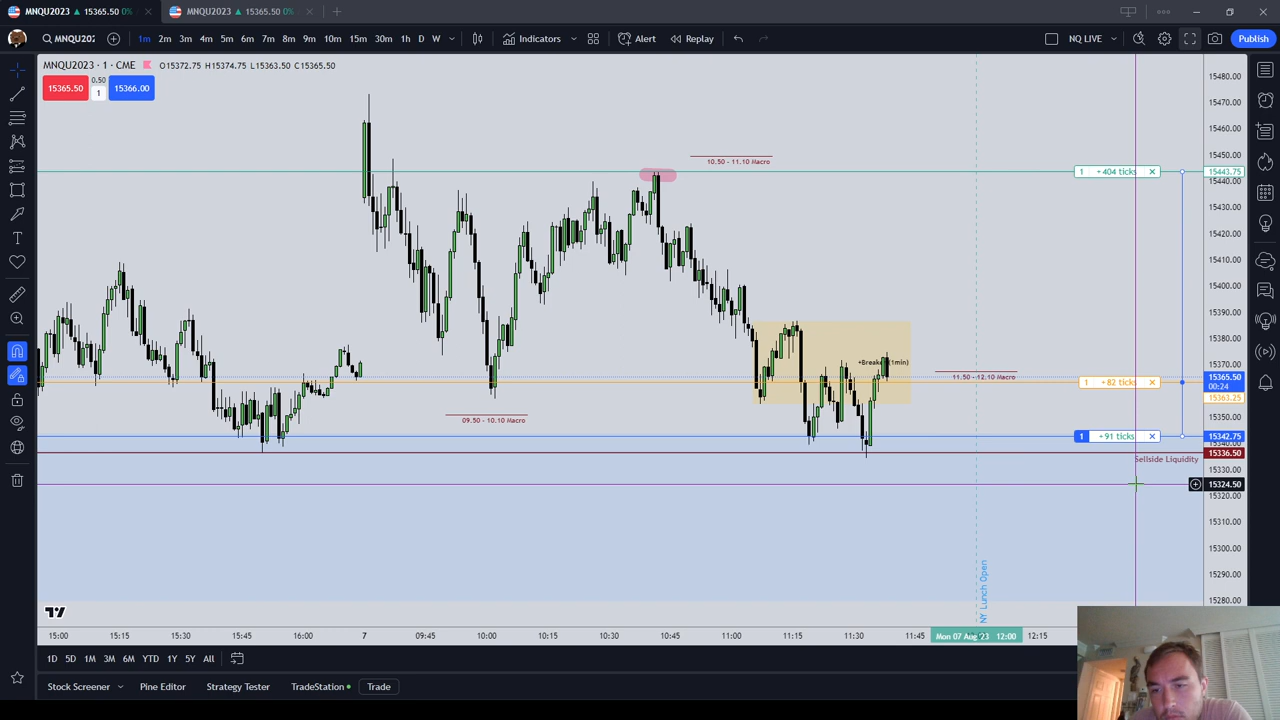 MNQU2023 ▲ 15365.50 0%
MNQU2023 ▲ 15365.50 0%
MNQU202
1m 2m 3m 4m 5m 6m 7m 8m 9m 10m 15m 30m 1h D W
Indicators
Alert
Replay
NQ LIVE
Publish
MNQU2023 · 1 · CME
O15372.75 H15374.75 L15363.50 C15365.50
15365.50
0.50
1
15366.00
15480.00
15470.00
15460.00
15450.00
10.50 - 11.10 Macro
1 + 404 ticks ×
15443.75
15440.00
15430.00
15420.00
15410.00
15400.00
15390.00
15380.00
15370.00
+Breaker (1min)
11.50 - 12.10 Macro
15365.50
00:24
1 + 82 ticks ×
15363.25
15350.00
09.50 - 10.10 Macro
1 + 91 ticks ×
15342.75
15340.00
15336.50
Sellside Liquidity
15330.00
15324.50
15320.00
15310.00
15300.00
15290.00
15280.00
NY Lunch Open
15:00 15:15 15:30 15:45 16:00 7 09:45 10:00 10:15 10:30 10:45 11:00 11:15 11:30 11:45 Mon 07 Aug '23 12:00 12:15
1D 5D 1M 3M 6M YTD 1Y 5Y All
Stock Screener Pine Editor Strategy Tester TradeStation Trade